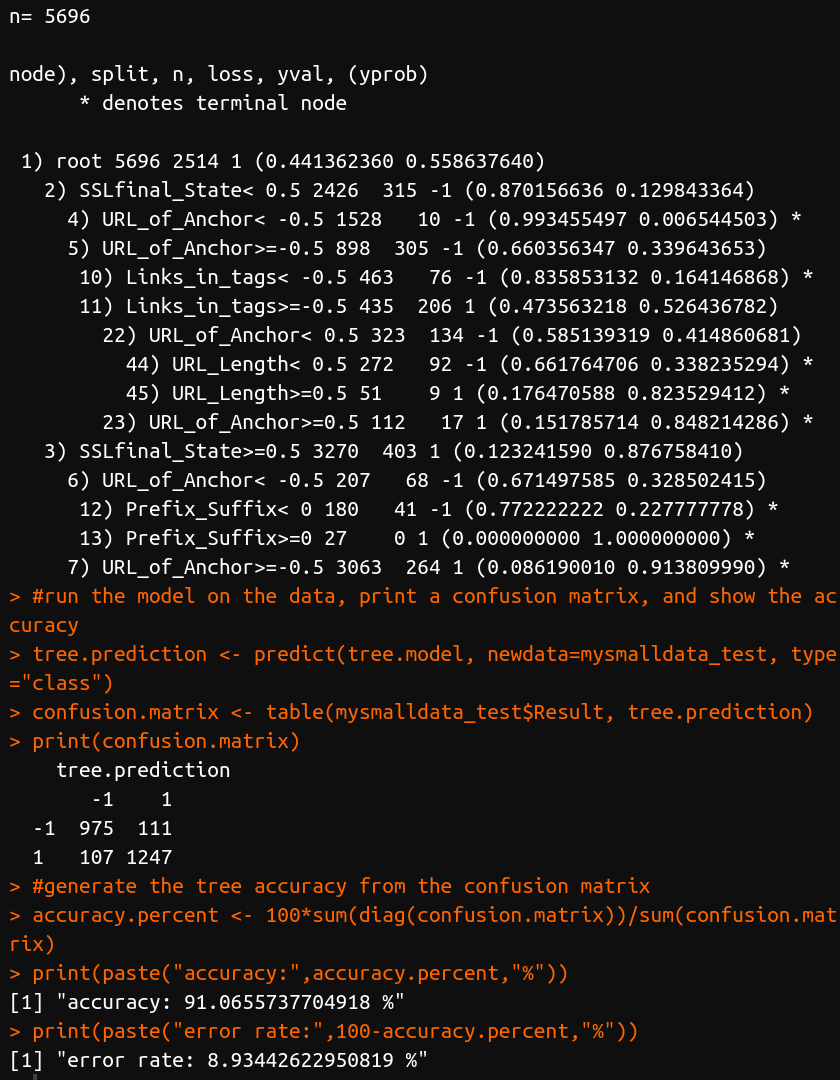 n= 5696
node), split, n, loss, yval, (yprob)
      * denotes terminal node
 1) root 5696 2514 1 (0.441362360 0.558637640)
   2) SSLfinal_State< 0.5 2426  315 -1 (0.870156636 0.129843364)
     4) URL_of_Anchor< -0.5 1528   10 -1 (0.993455497 0.006544503) *
     5) URL_of_Anchor>=-0.5 898  305 -1 (0.660356347 0.339643653)
      10) Links_in_tags< -0.5 463   76 -1 (0.835853132 0.164146868) *
      11) Links_in_tags>=-0.5 435  206 1 (0.473563218 0.526436782)
        22) URL_of_Anchor< 0.5 323  134 -1 (0.585139319 0.414860681)
          44) URL_Length< 0.5 272   92 -1 (0.661764706 0.338235294) *
          45) URL_Length>=0.5 51    9 1 (0.176470588 0.823529412) *
        23) URL_of_Anchor>=0.5 112   17 1 (0.151785714 0.848214286) *
   3) SSLfinal_State>=0.5 3270  403 1 (0.123241590 0.876758410)
     6) URL_of_Anchor< -0.5 207   68 -1 (0.671497585 0.328502415)
      12) Prefix_Suffix< 0 180   41 -1 (0.772222222 0.227777778) *
      13) Prefix_Suffix>=0 27    0 1 (0.000000000 1.000000000) *
     7) URL_of_Anchor>=-0.5 3063  264 1 (0.086190010 0.913809990) *
> #run the model on the data, print a confusion matrix, and show the ac
curacy
> tree.prediction <- predict(tree.model, newdata=mysmalldata_test, type
="class")
> confusion.matrix <- table(mysmalldata_test$Result, tree.prediction)
> print(confusion.matrix)
    tree.prediction
       -1    1
  -1  975  111
  1   107 1247
> #generate the tree accuracy from the confusion matrix
> accuracy.percent <- 100*sum(diag(confusion.matrix))/sum(confusion.mat
rix)
> print(paste("accuracy:",accuracy.percent,"%"))
[1] "accuracy: 91.0655737704918 %"
> print(paste("error rate:",100-accuracy.percent,"%"))
[1] "error rate: 8.93442622950819 %"